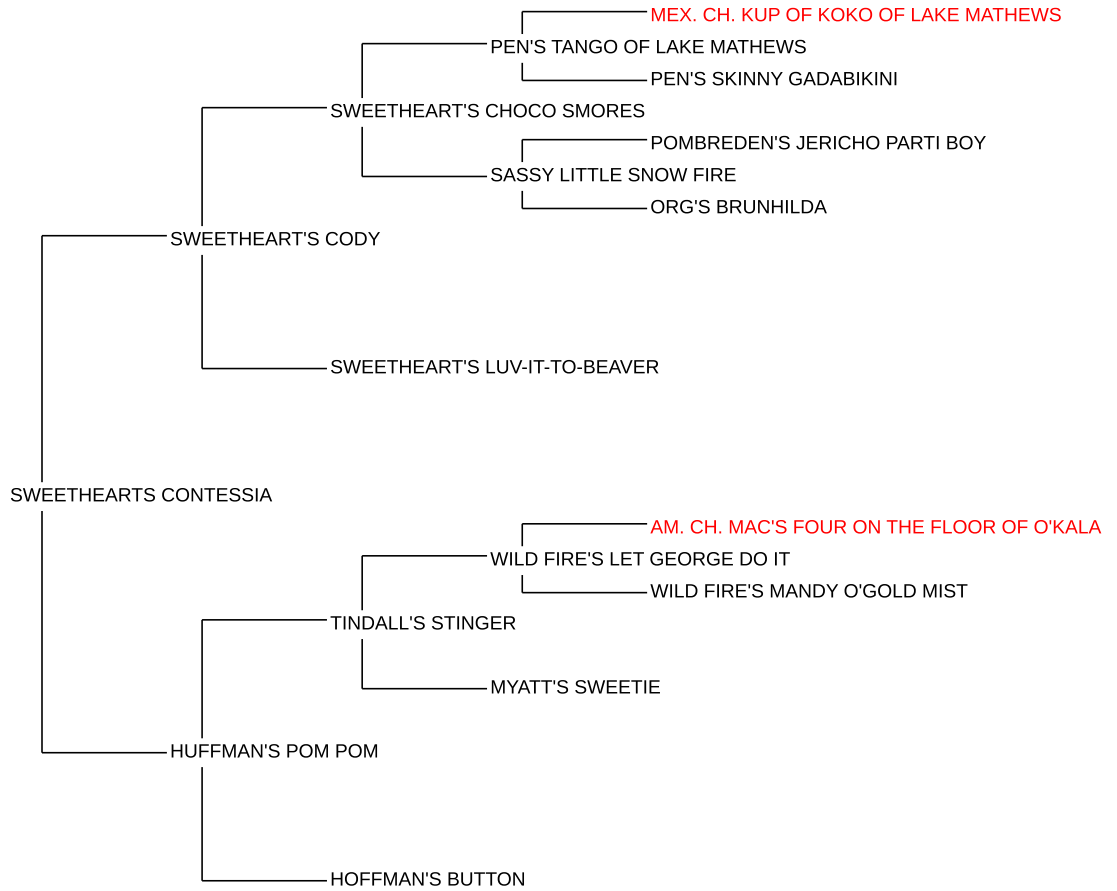 MEX. CH. KUP OF KOKO OF LAKE MATHEWS
PEN'S TANGO OF LAKE MATHEWS
PEN'S SKINNY GADABIKINI
SWEETHEART'S CHOCO SMORES
POMBREDEN'S JERICHO PARTI BOY
SASSY LITTLE SNOW FIRE
ORG'S BRUNHILDA
SWEETHEART'S CODY
SWEETHEART'S LUV-IT-TO-BEAVER
SWEETHEARTS CONTESSIA
AM. CH. MAC'S FOUR ON THE FLOOR OF O'KALA
WILD FIRE'S LET GEORGE DO IT
WILD FIRE'S MANDY O'GOLD MIST
TINDALL'S STINGER
MYATT'S SWEETIE
HUFFMAN'S POM POM
HOFFMAN'S BUTTON